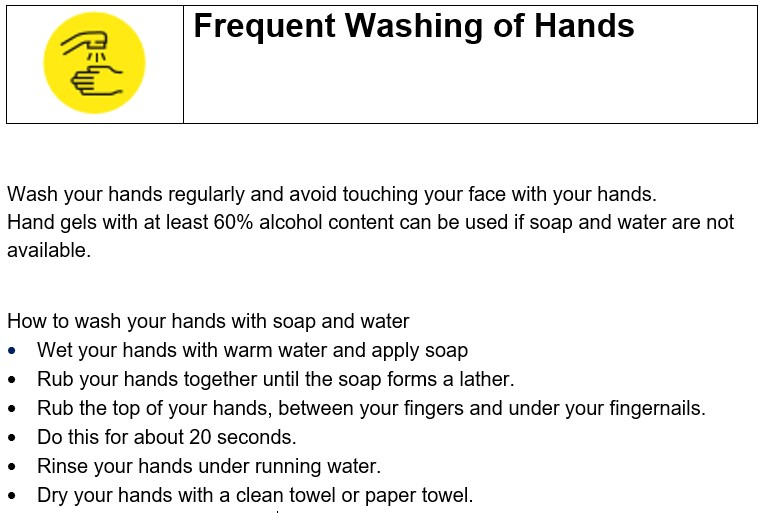 Frequent Washing of Hands
Wash your hands regularly and avoid touching your face with your hands.
Hand gels with at least 60% alcohol content can be used if soap and water are not
available.
How to wash your hands with soap and water
• Wet your hands with warm water and apply soap
• Rub your hands together until the soap forms a lather.
• Rub the top of your hands, between your fingers and under your fingernails.
• Do this for about 20 seconds.
• Rinse your hands under running water.
• Dry your hands with a clean towel or paper towel.